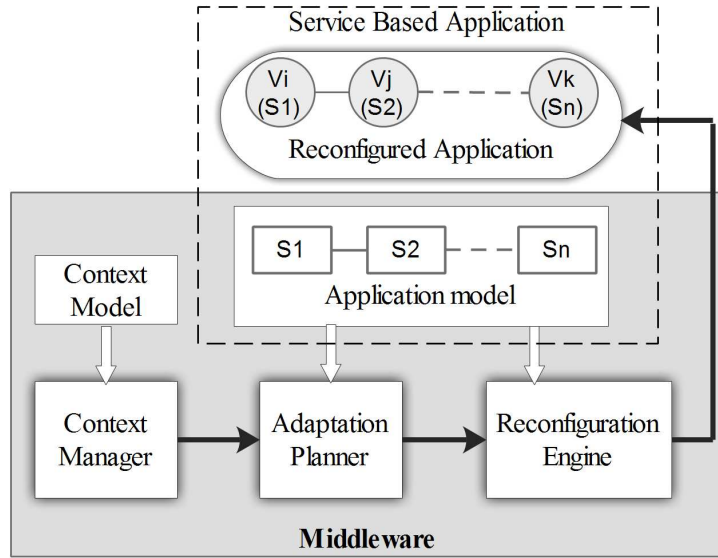 Service Based Application
Vi Vj Vk
(S1) (S2) (Sn)
Reconfigured Application
S1 S2 Sn
Application model
Context
Model
Context
Manager
Adaptation
Planner
Reconfiguration
Engine
Middleware